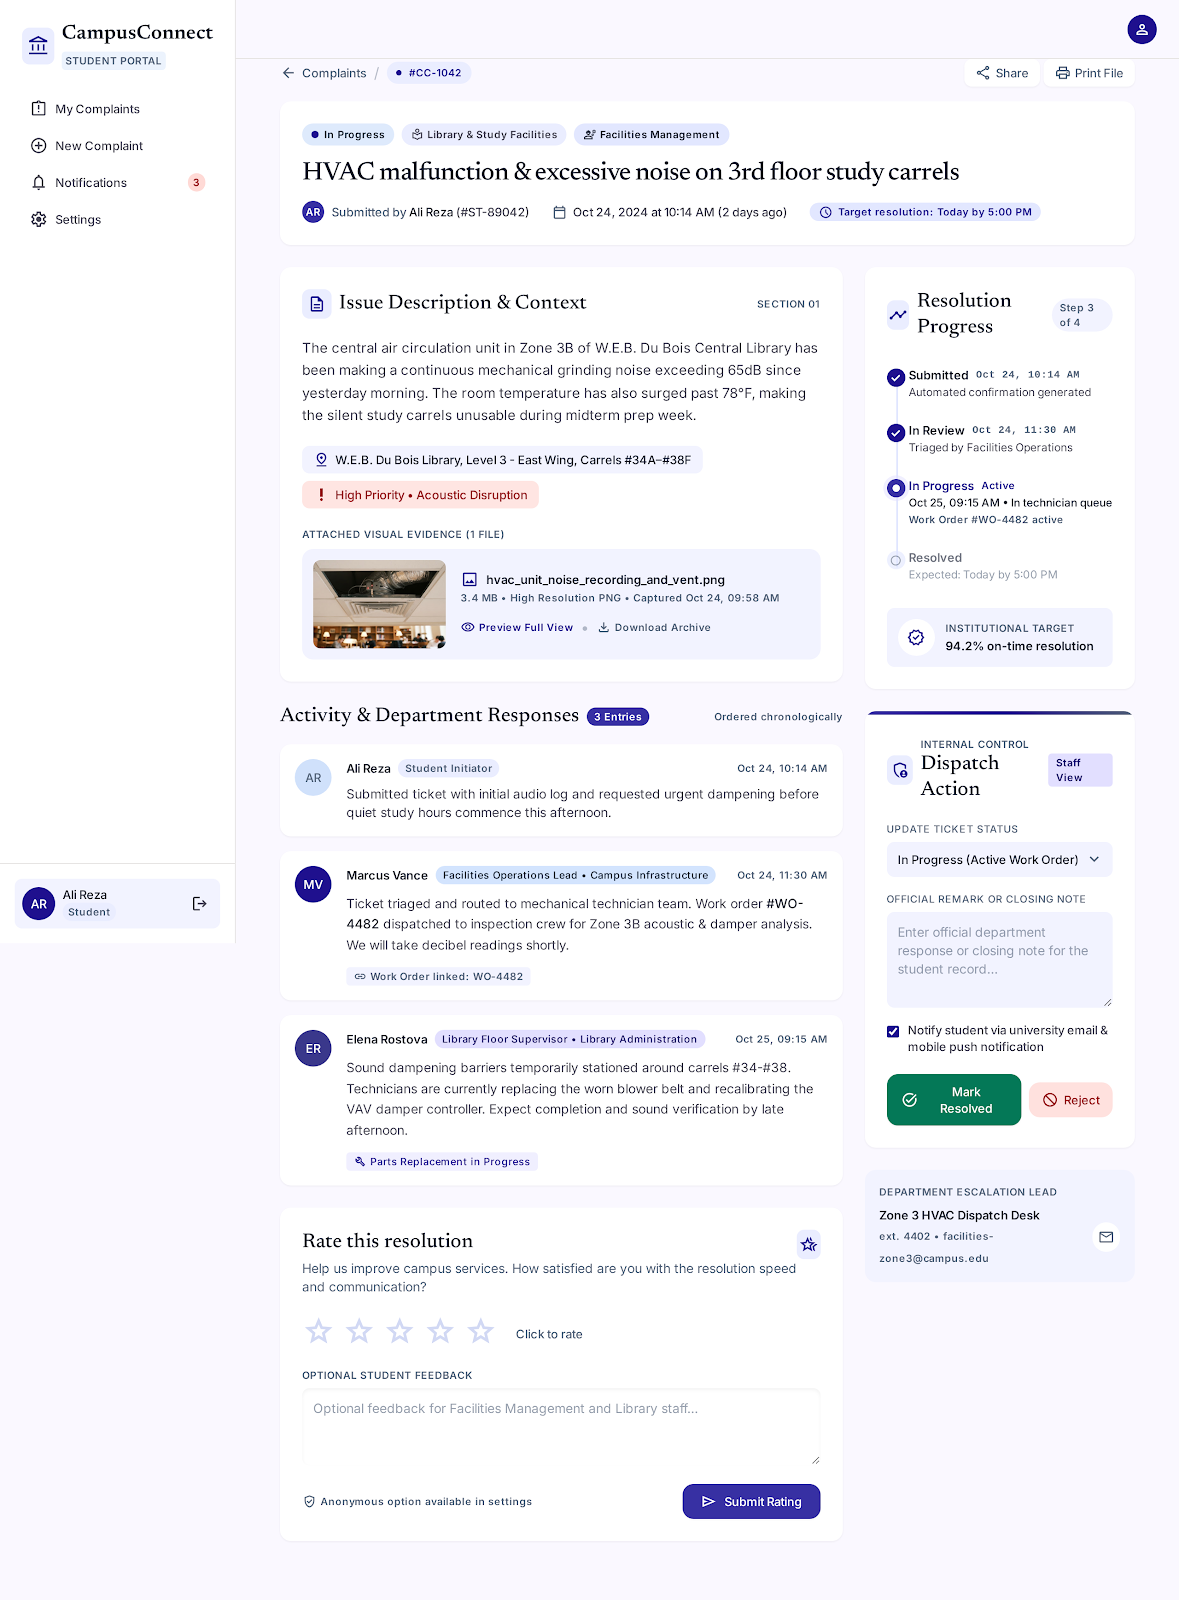 CampusConnect
STUDENT PORTAL
My Complaints
New Complaint
Notifications
3
Settings
AR
Ali Reza
Student
Complaints / #CC-1042
Share
Print File
In Progress
Library & Study Facilities
Facilities Management
HVAC malfunction & excessive noise on 3rd floor study carrels
AR
Submitted by Ali Reza (#ST-89042)
Oct 24, 2024 at 10:14 AM (2 days ago)
Target resolution: Today by 5:00 PM
Issue Description & Context
SECTION 01
The central air circulation unit in Zone 3B of W.E.B. Du Bois Central Library has
been making a continuous mechanical grinding noise exceeding 65dB since
yesterday morning. The room temperature has also surged past 78°F, making
the silent study carrels unusable during midterm prep week.
W.E.B. Du Bois Library, Level 3 - East Wing, Carrels #34A–#38F
High Priority • Acoustic Disruption
ATTACHED VISUAL EVIDENCE (1 FILE)
hvac_unit_noise_recording_and_vent.png
3.4 MB • High Resolution PNG • Captured Oct 24, 09:58 AM
Preview Full View
Download Archive
Activity & Department Responses
3 Entries
Ordered chronologically
AR
Ali Reza
Student Initiator
Oct 24, 10:14 AM
Submitted ticket with initial audio log and requested urgent dampening before
quiet study hours commence this afternoon.
MV
Marcus Vance
Facilities Operations Lead • Campus Infrastructure
Oct 24, 11:30 AM
Ticket triaged and routed to mechanical technician team. Work order #WO-
4482 dispatched to inspection crew for Zone 3B acoustic & damper analysis.
We will take decibel readings shortly.
Work Order linked: WO-4482
ER
Elena Rostova
Library Floor Supervisor • Library Administration
Oct 25, 09:15 AM
Sound dampening barriers temporarily stationed around carrels #34-#38.
Technicians are currently replacing the worn blower belt and recalibrating the
VAV damper controller. Expect completion and sound verification by late
afternoon.
Parts Replacement in Progress
Rate this resolution
Help us improve campus services. How satisfied are you with the resolution speed
and communication?
Click to rate
OPTIONAL STUDENT FEEDBACK
Optional feedback for Facilities Management and Library staff...
Anonymous option available in settings
Submit Rating
Resolution
Progress
Step 3
of 4
Submitted Oct 24, 10:14 AM
Automated confirmation generated
In Review Oct 24, 11:30 AM
Triaged by Facilities Operations
In Progress Active
Oct 25, 09:15 AM • In technician queue
Work Order #WO-4482 active
Resolved
Expected: Today by 5:00 PM
INSTITUTIONAL TARGET
94.2% on-time resolution
INTERNAL CONTROL
Dispatch
Action
Staff
View
UPDATE TICKET STATUS
In Progress (Active Work Order)
OFFICIAL REMARK OR CLOSING NOTE
Enter official department
response or closing note for the
student record...
Notify student via university email &
mobile push notification
Mark
Resolved
Reject
DEPARTMENT ESCALATION LEAD
Zone 3 HVAC Dispatch Desk
ext. 4402 • facilities-
zone3@campus.edu